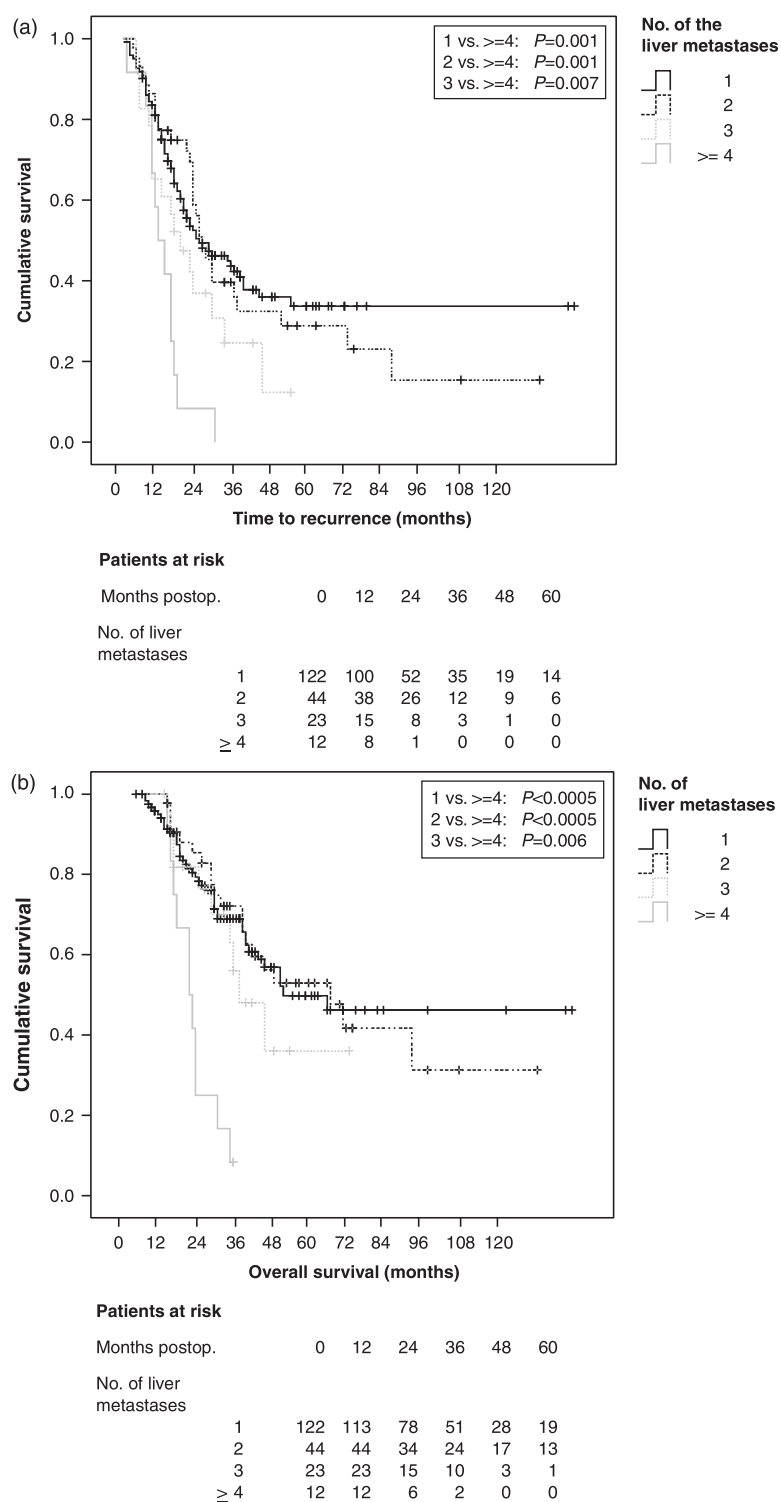 (a)
No. of the
liver metastases
1
2
3
>= 4
1 vs. >=4: P=0.001
2 vs. >=4: P=0.001
3 vs. >=4: P=0.007
Cumulative survival
1.0
0.8
0.6
0.4
0.2
0.0
0 12 24 36 48 60 72 84 96 108 120
Time to recurrence (months)
Patients at risk
Months postop. 0 12 24 36 48 60
No. of liver
metastases
1 122 100 52 35 19 14
2 44 38 26 12 9 6
3 23 15 8 3 1 0
≥ 4 12 8 1 0 0 0
(b)
No. of
liver metastases
1
2
3
>= 4
1 vs. >=4: P<0.0005
2 vs. >=4: P<0.0005
3 vs. >=4: P=0.006
Cumulative survival
1.0
0.8
0.6
0.4
0.2
0.0
0 12 24 36 48 60 72 84 96 108 120
Overall survival (months)
Patients at risk
Months postop. 0 12 24 36 48 60
No. of liver
metastases
1 122 113 78 51 28 19
2 44 44 34 24 17 13
3 23 23 15 10 3 1
≥ 4 12 12 6 2 0 0